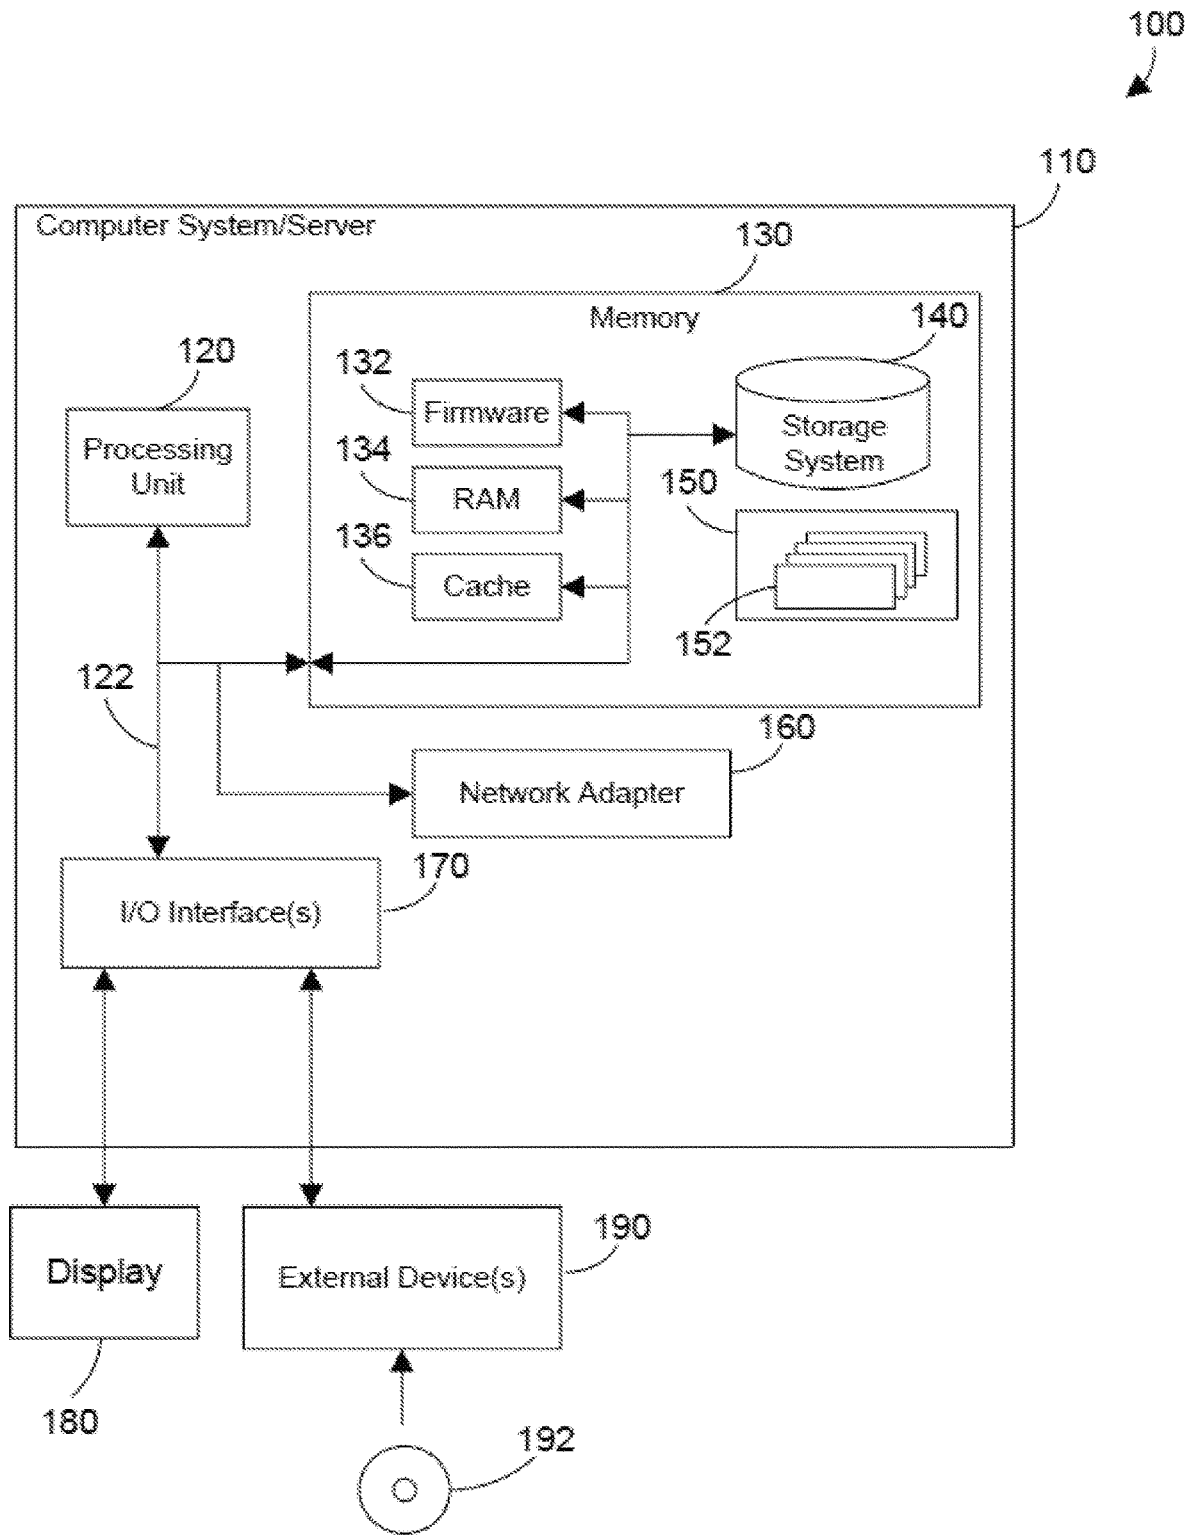 100
110
Computer System/Server
130
Memory
140
120
132
Firmware
Processing
Unit
Storage
System
134
RAM
150
136
Cache
152
122
160
Network Adapter
170
I/O Interface(s)
190
Display
External Device(s)
180
192